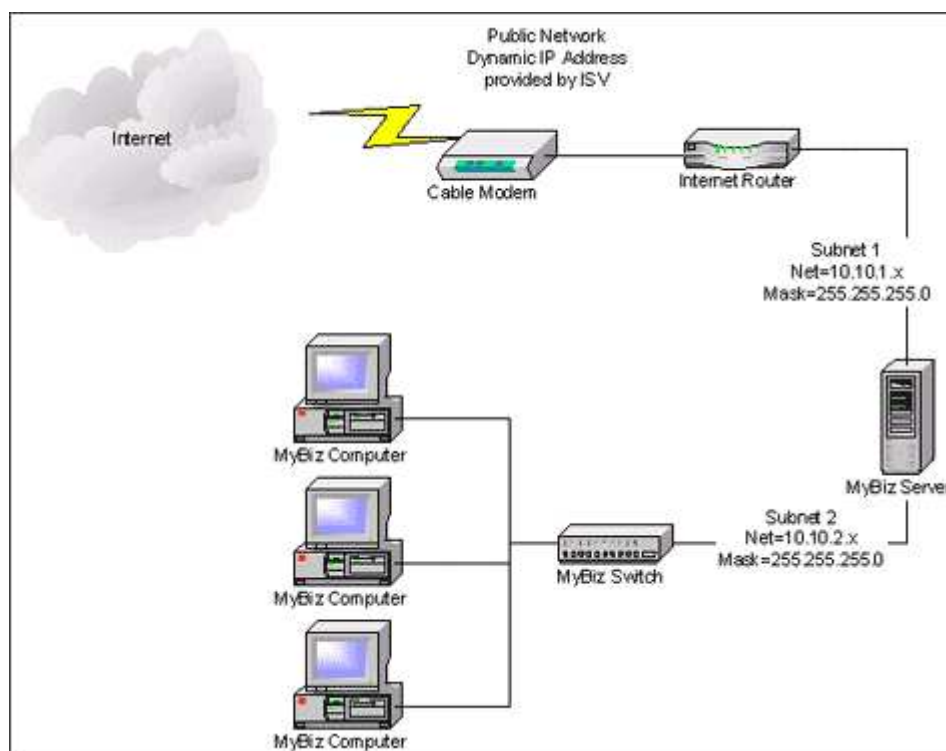 Public Network
Dynamic IP Address
provided by ISV
Internet
Cable Modem
Internet Router
Subnet 1
Net=10.10.1.x
Mask=255.255.255.0
MyBiz Computer
MyBiz Server
MyBiz Computer
Subnet 2
Net=10.10.2.x
Mask=255.255.255.0
MyBiz Switch
MyBiz Computer